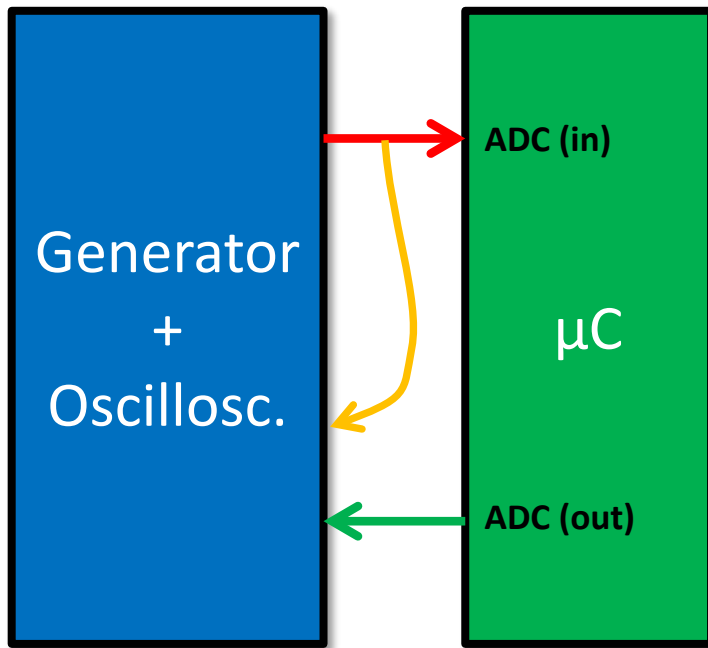 Generator
+
Oscillosc.
ADC (in)
µC
ADC (out)